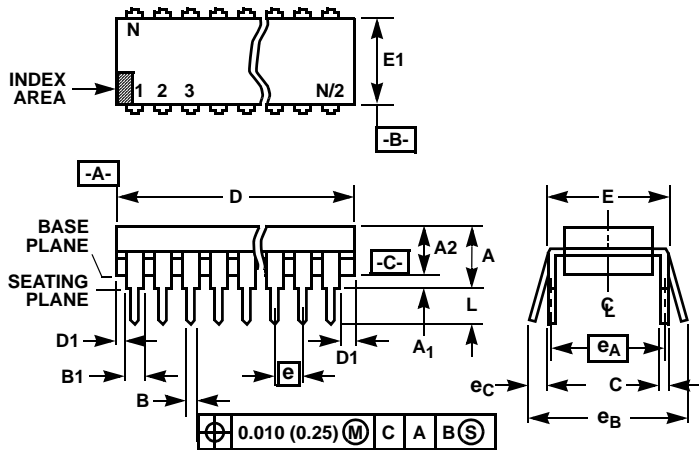 N
E1
INDEX
AREA
1 2 3 N/2
-B-
-A-
D
E
BASE
PLANE
A2
A
-C-
SEATING
PLANE
L
C L
D1
A1
D1
eA
B1
e
eC
C
B
eB
0.010 (0.25) M C A B S